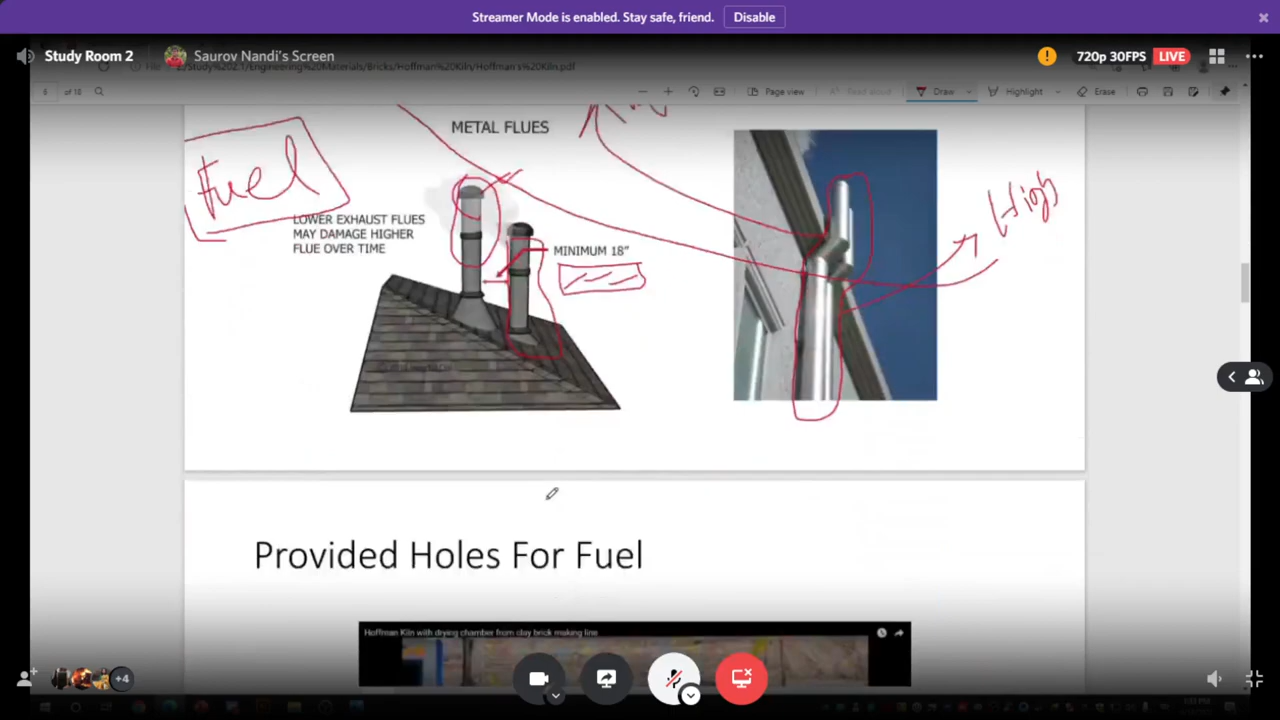 Streamer Mode is enabled. Stay safe, friend. Disable
Study Room 2 Saurov Nandi's Screen 720p 30FPS LIVE
of 10 Page view Draw Highlight Erase
METAL FLUES
Fuel
High
LOWER EXHAUST FLUES
MAY DAMAGE HIGHER
FLUE OVER TIME
MINIMUM 18"
Provided Holes For Fuel
Hoffman Kiln with drying chamber from clay brick making line
+4